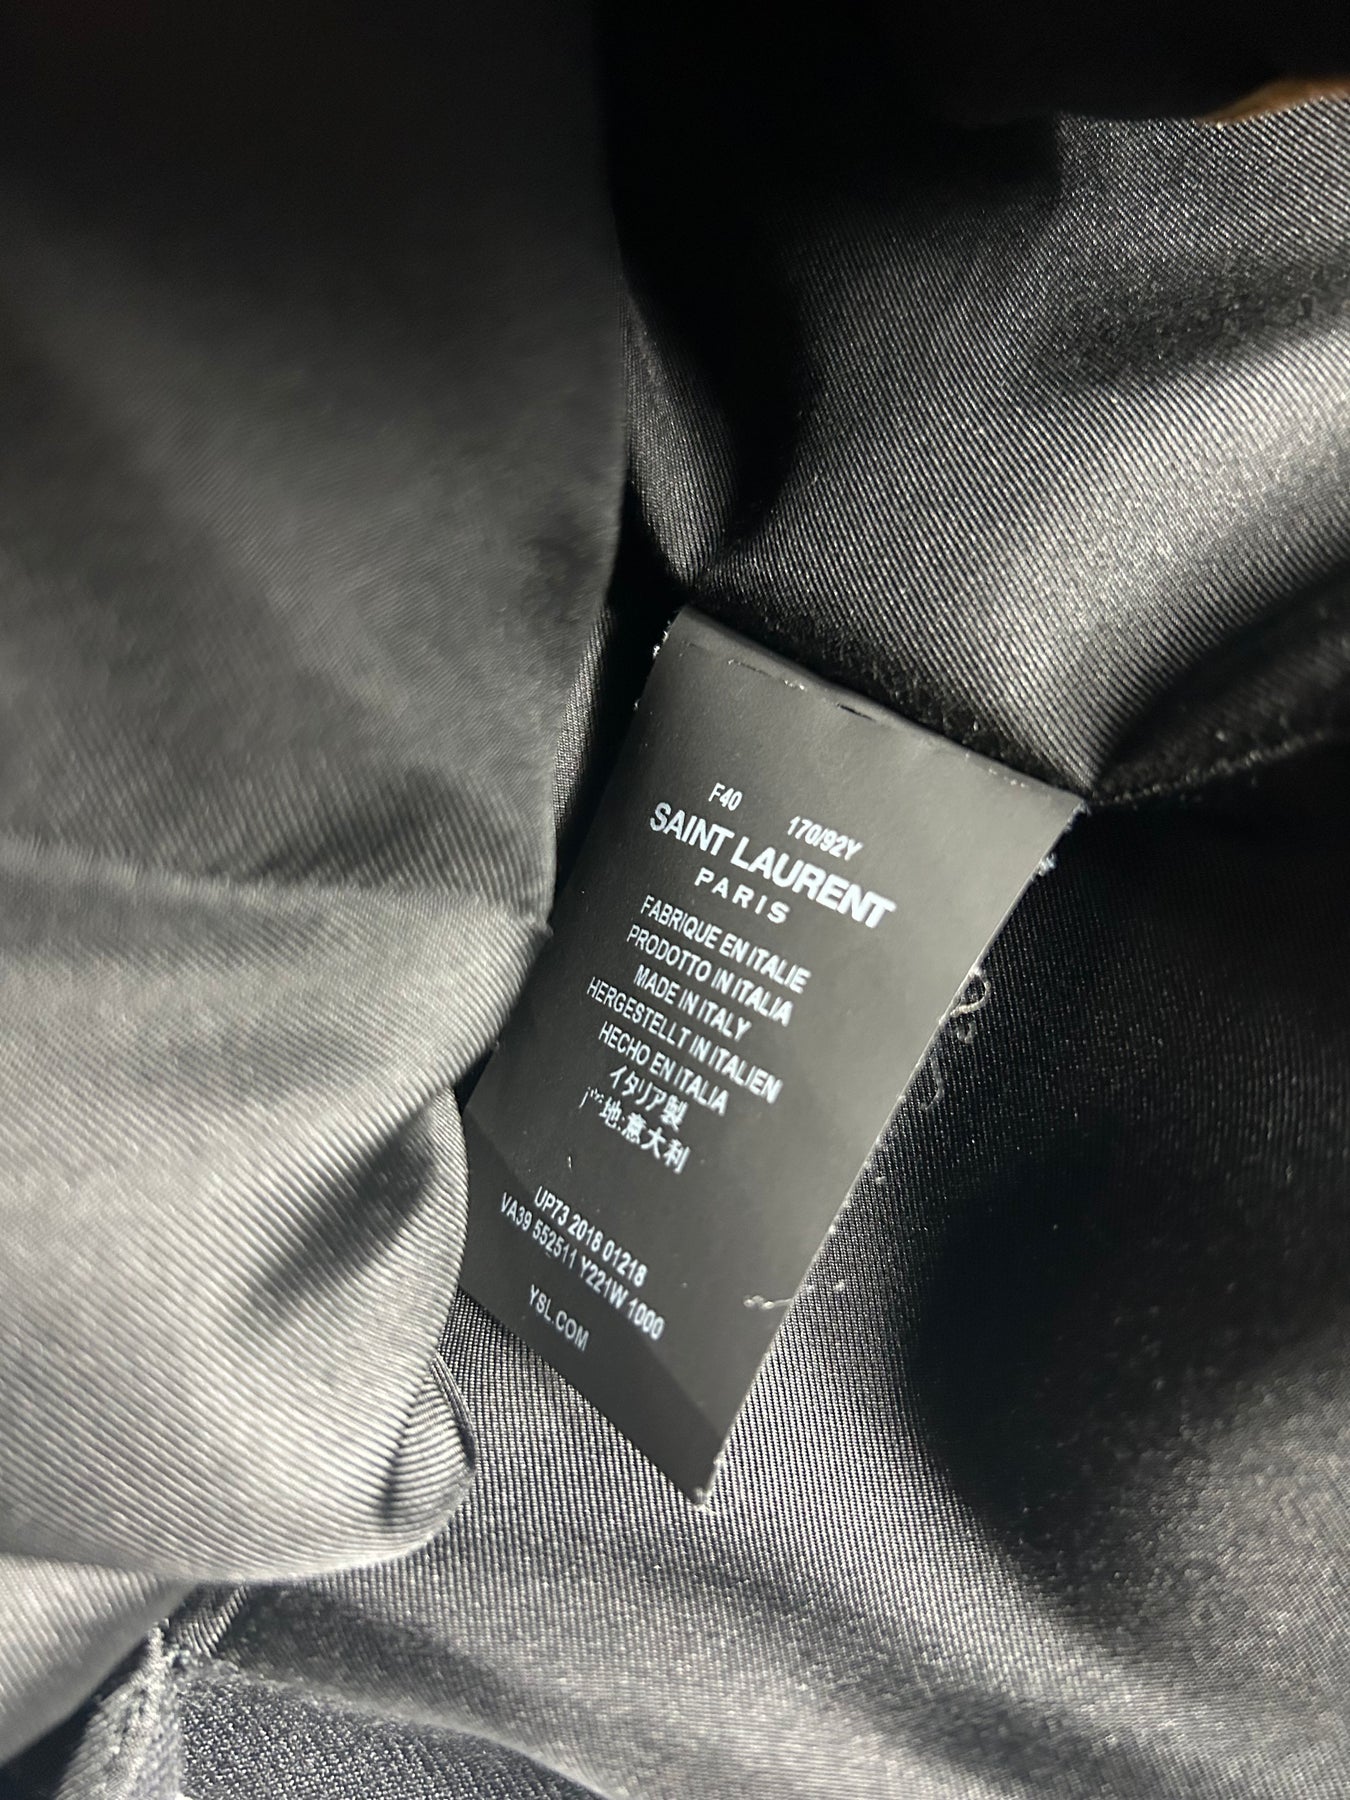 F40 170/92Y
SAINT LAURENT
PARIS
FABRIQUE EN ITALIE
PRODOTTO IN ITALIA
MADE IN ITALY
HERGESTELLT IN ITALIEN
HECHO EN ITALIA
イタリア製
产地:意大利
UP73 2018 01218
VA39 552511 Y221W 1000
YSL.COM